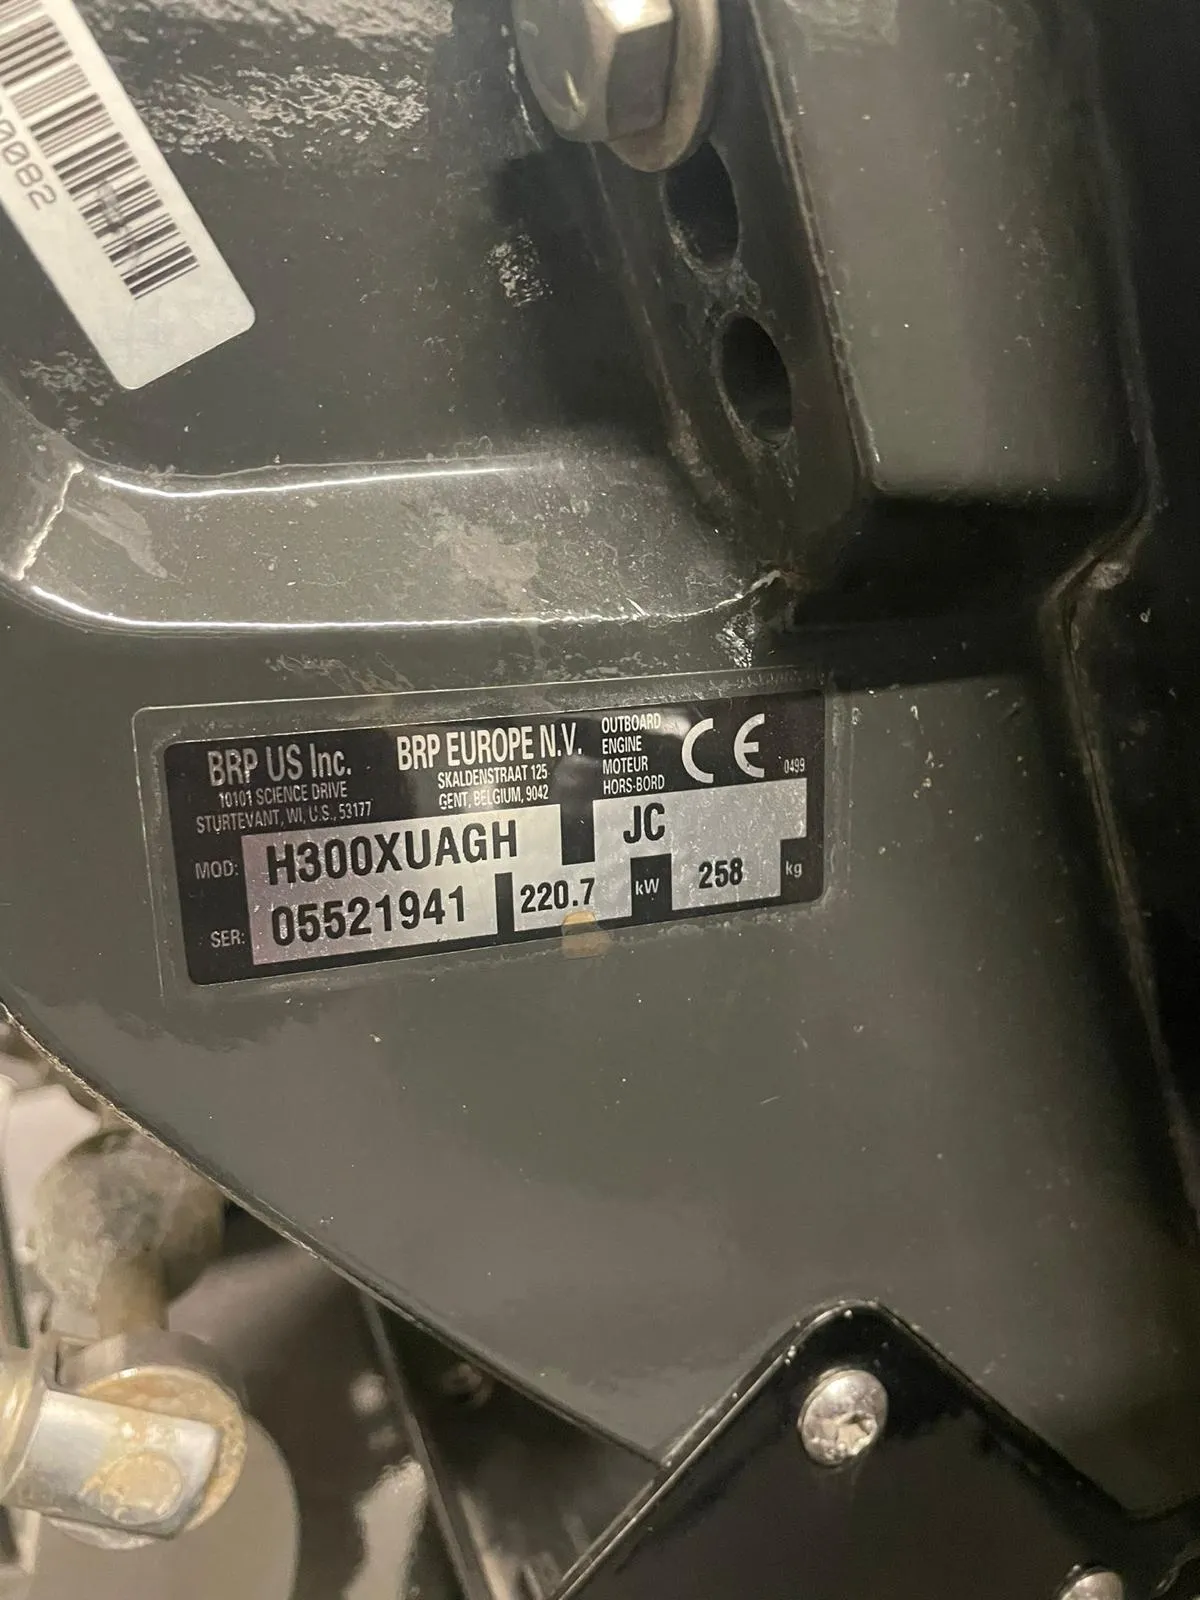 0082
BRP US Inc.
10101 SCIENCE DRIVE
STURTEVANT, WI, U.S., 53177
BRP EUROPE N.V.
SKALDENSTRAAT 125
GENT, BELGIUM, 9042
OUTBOARD
ENGINE
MOTEUR
HORS-BORD
CE
0499
MOD: H300XUAGH
JC
SER: 05521941
220.7 kW
258 kg